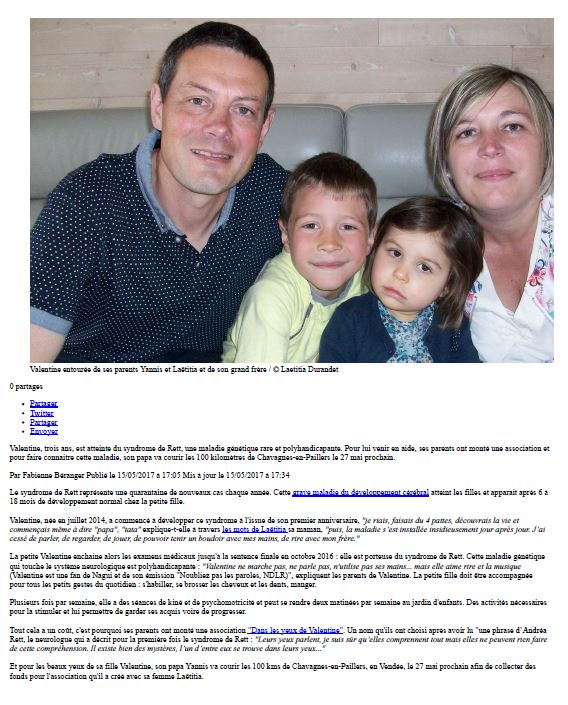 Valentine entourée de ses parents Yannis et Laëtitia et de son grand frère / © Laetitia Durandet
0 partages
Partager
Twitter
Partager
Envoyer
Valentine, trois ans, est atteinte du syndrome de Rett, une maladie génétique rare et polyhandicapante. Pour lui venir en aide, ses parents ont monté une association et
pour faire connaitre cette maladie, son papa va courir les 100 kilomètres de Chavagnes-en-Paillers le 27 mai prochain.
Par Fabienne Béranger Publié le 15/05/2017 à 17:05 Mis à jour le 15/05/2017 à 17:34
Le syndrome de Rett représente une quarantaine de nouveaux cas chaque année. Cette grave maladie du développement cérébral atteint les filles et apparait après 6 à
18 mois de développement normal chez la petite fille.
Valentine, née en juillet 2014, a commencé à développer ce syndrome à l'issue de son premier anniversaire, "je riais, faisais du 4 pattes, découvrais la vie et
commençais même à dire "papa", "tata" explique-t-elle à travers les mots de Laëtitia sa maman, "puis, la maladie s'est installée insidieusement jour après jour. J'ai
cessé de parler, de regarder, de jouer, de pouvoir tenir un boudoir avec mes mains, de rire avec mon frère."
La petite Valentine enchaine alors les examens médicaux jusqu'à la sentence finale en octobre 2016 : elle est porteuse du syndrome de Rett. Cette maladie génétique
qui touche le système neurologique est polyhandicapante : "Valentine ne marche pas, ne parle pas, n'utilise pas ses mains... mais elle aime rire et la musique
(Valentine est une fan de Nagui et de son émission "Noubliez pas les paroles, NDLR)", expliquent les parents de Valentine. La petite fille doit être accompagnée
pour tous les petits gestes du quotidien : s'habiller, se brosser les cheveux et les dents, manger.
Plusieurs fois par semaine, elle a des séances de kiné et de psychomotricité et peut se rendre deux matinées par semaine au jardin d'enfants. Des activités nécessaires
pour la stimuler et lui permettre de garder ses acquis voire de progresser.
Tout cela a un coût, c'est pourquoi ses parents ont monté une association "Dans les yeux de Valentine". Un nom qu'ils ont choisi après avoir lu "une phrase d'Andréa
Rett, le neurologue qui a décrit pour la première fois le syndrome de Rett : "Leurs yeux parlent, je suis sûr qu'elles comprennent tout mais elles ne peuvent rien faire
de cette compréhension. Il existe bien des mystères, l'un d'entre eux se trouve dans leurs yeux..."
Et pour les beaux yeux de sa fille Valentine, son papa Yannis va courir les 100 kms de Chavagnes-en-Paillers, en Vendée, le 27 mai prochain afin de collecter des
fonds pour l'association qu'il a créé avec sa femme Laëtitia.